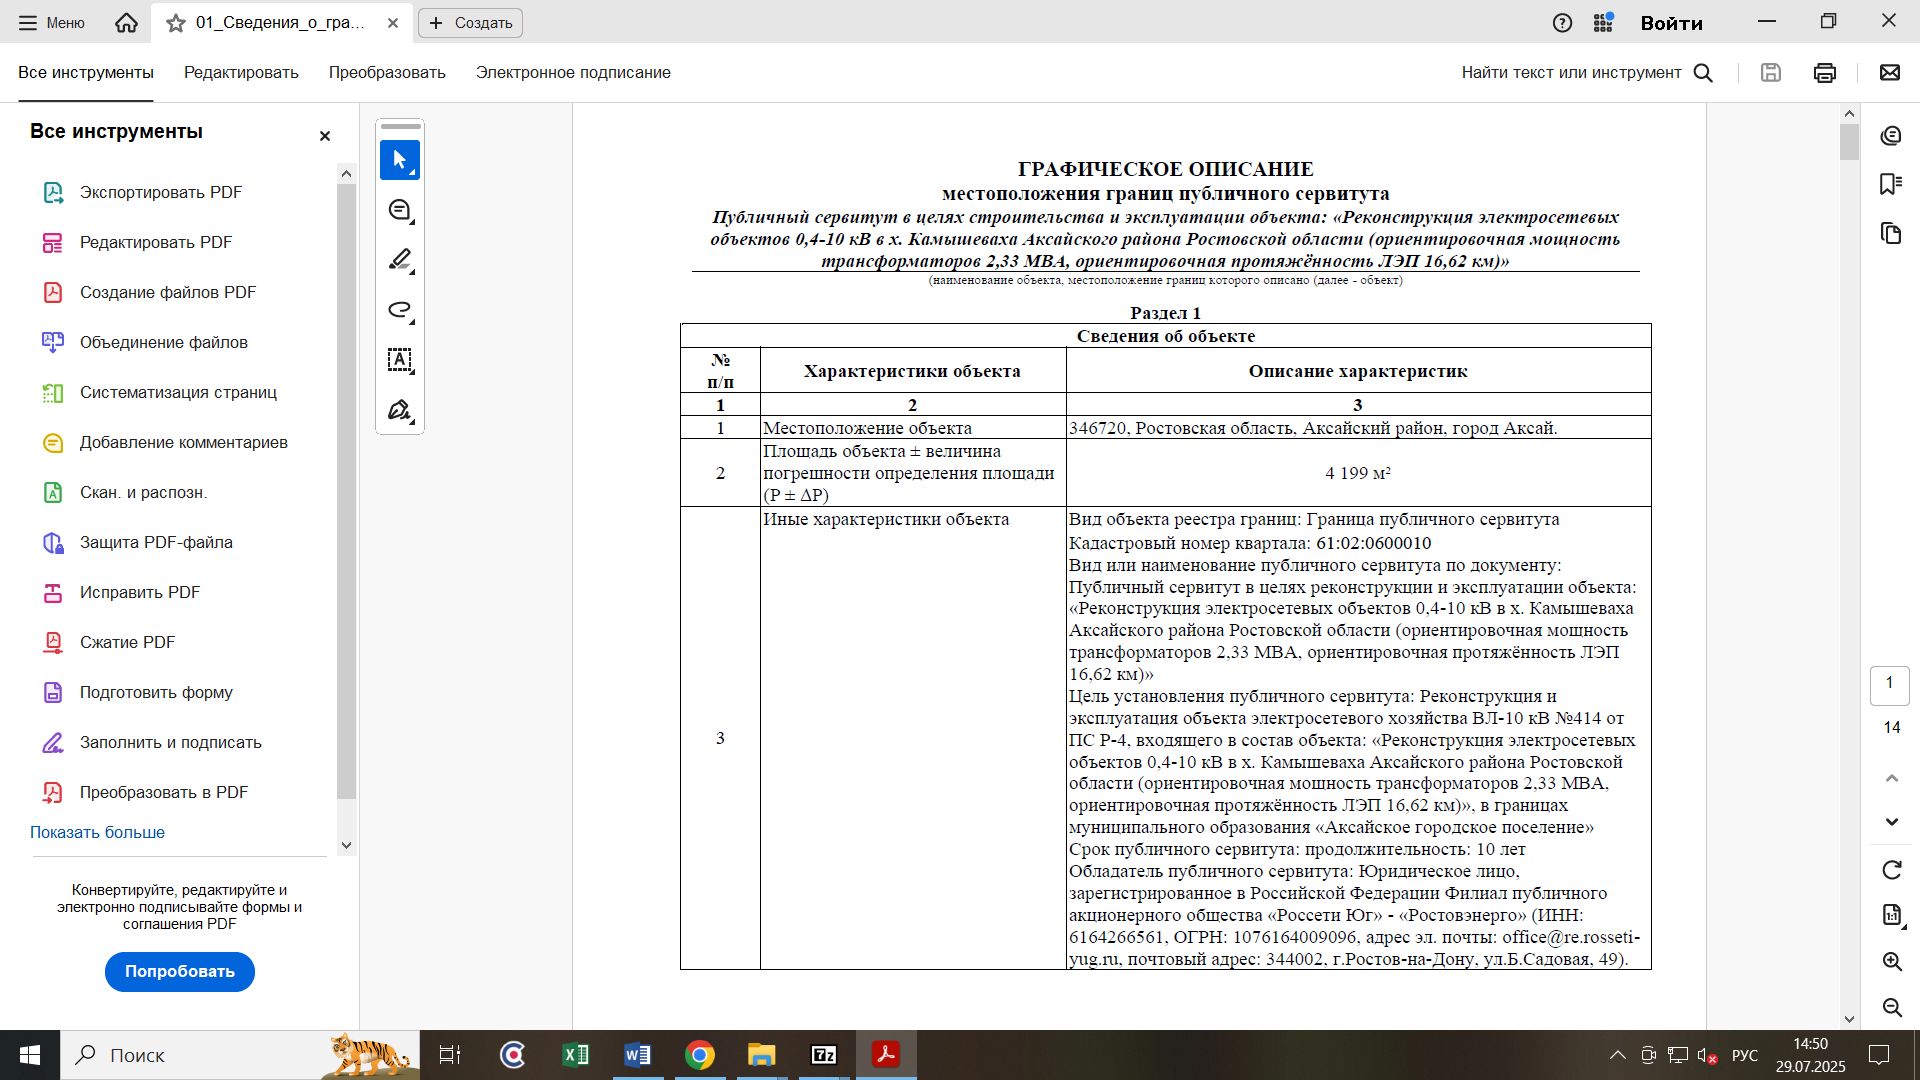 Меню
01_Сведения_о_гра...
Создать
Войти
Все инструменты
Редактировать
Преобразовать
Электронное подписание
Найти текст или инструмент
Все инструменты
Экспортировать PDF
Редактировать PDF
Создание файлов PDF
Объединение файлов
Систематизация страниц
Добавление комментариев
Скан. и распозн.
Защита PDF-файла
Исправить PDF
Сжатие PDF
Подготовить форму
Заполнить и подписать
Преобразовать в PDF
Показать больше
Конвертируйте, редактируйте и
электронно подписывайте формы и
соглашения PDF
Попробовать
ГРАФИЧЕСКОЕ ОПИСАНИЕ
местоположения границ публичного сервитута
Публичный сервитут в целях строительства и эксплуатации объекта: «Реконструкция электросетевых
объектов 0,4-10 кВ в х. Камышеваха Аксайского района Ростовской области (ориентировочная мощность
трансформаторов 2,33 МВА, ориентировочная протяжённость ЛЭП 16,62 км)»
(наименование объекта, местоположение границ которого описано (далее - объект)
Раздел 1
Сведения об объекте
№
п/п
Характеристики объекта
Описание характеристик
1
2
3
1
Местоположение объекта
346720, Ростовская область, Аксайский район, город Аксай.
2
Площадь объекта ± величина
погрешности определения площади
(Р ± ΔР)
4 199 м²
3
Иные характеристики объекта
Вид объекта реестра границ: Граница публичного сервитута
Кадастровый номер квартала: 61:02:0600010
Вид или наименование публичного сервитута по документу:
Публичный сервитут в целях реконструкции и эксплуатации объекта:
«Реконструкция электросетевых объектов 0,4-10 кВ в х. Камышеваха
Аксайского района Ростовской области (ориентировочная мощность
трансформаторов 2,33 МВА, ориентировочная протяжённость ЛЭП
16,62 км)»
Цель установления публичного сервитута: Реконструкция и
эксплуатация объекта электросетевого хозяйства ВЛ-10 кВ №414 от
ПС Р-4, входящего в состав объекта: «Реконструкция электросетевых
объектов 0,4-10 кВ в х. Камышеваха Аксайского района Ростовской
области (ориентировочная мощность трансформаторов 2,33 МВА,
ориентировочная протяжённость ЛЭП 16,62 км)», в границах
муниципального образования «Аксайское городское поселение»
Срок публичного сервитута: продолжительность: 10 лет
Обладатель публичного сервитута: Юридическое лицо,
зарегистрированное в Российской Федерации Филиал публичного
акционерного общества «Россети Юг» - «Ростовэнерго» (ИНН:
6164266561, ОГРН: 1076164009096, адрес эл. почты: office@re.rosseti-
yug.ru, почтовый адрес: 344002, г.Ростов-на-Дону, ул.Б.Садовая, 49).
1
14
1:1
Поиск
7z
РУС
14:50
29.07.2025